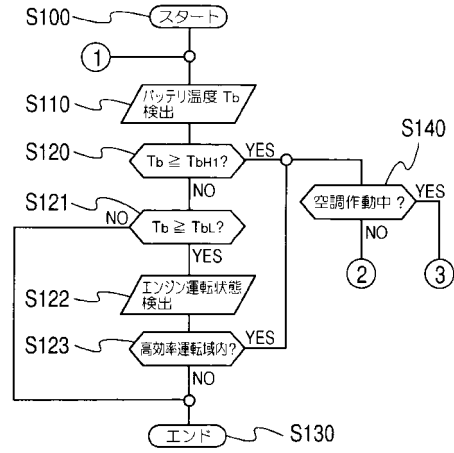 S100
スタート
1
S110
バッテリ温度 Tb
検出
S120
Tb ≧ TbH1?
YES
NO
S140
空調作動中?
YES
NO
2
3
S121
NO
Tb ≧ TbL?
YES
S122
エンジン運転状態
検出
S123
高効率運転域内?
YES
NO
エンド
S130